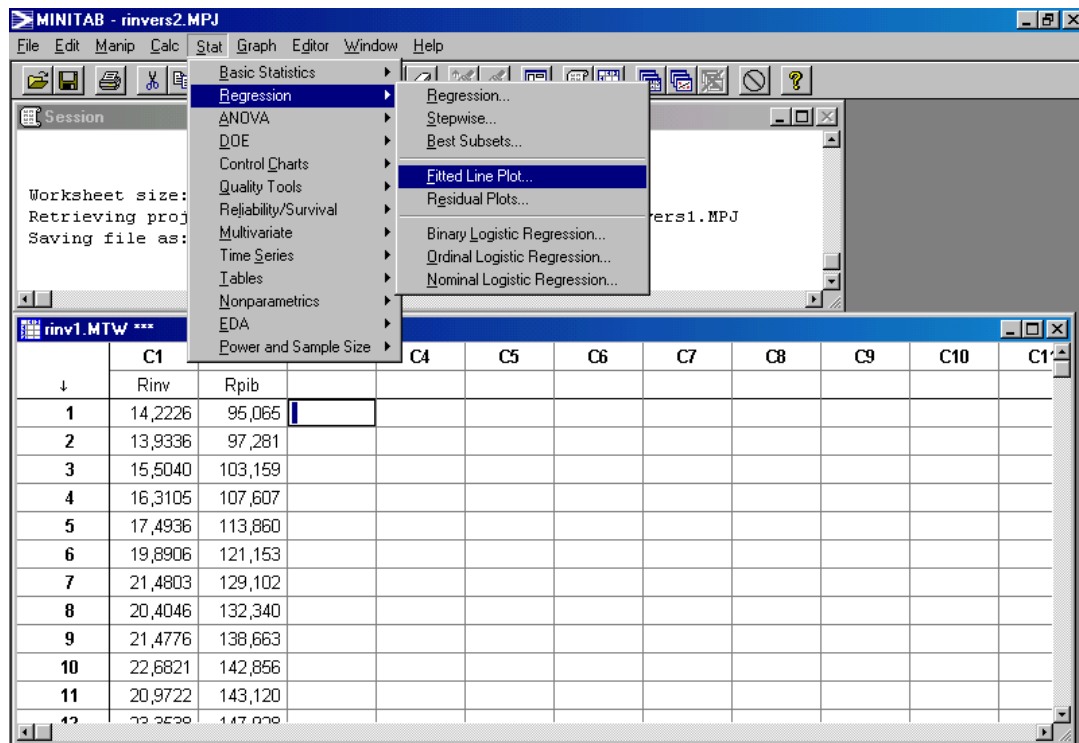 MINITAB - rinvers2.MPJ
File Edit Manip Calc Stat Graph Editor Window Help
Session
Worksheet size:
Retrieving proj
ers1.MPJ
Saving file as:
Basic Statistics
Regression
ANOVA
DOE
Control Charts
Quality Tools
Reliability/Survival
Multivariate
Time Series
Tables
Nonparametrics
EDA
Power and Sample Size
Regression...
Stepwise...
Best Subsets...
Fitted Line Plot...
Residual Plots...
Binary Logistic Regression...
Ordinal Logistic Regression...
Nominal Logistic Regression...
rinv1.MTW ***
C1 C4 C5 C6 C7 C8 C9 C10 C11
↓ Rinv Rpib
1 14,2226 95,065
2 13,9336 97,281
3 15,5040 103,159
4 16,3105 107,607
5 17,4936 113,860
6 19,8906 121,153
7 21,4803 129,102
8 20,4046 132,340
9 21,4776 138,663
10 22,6821 142,856
11 20,9722 143,120
12